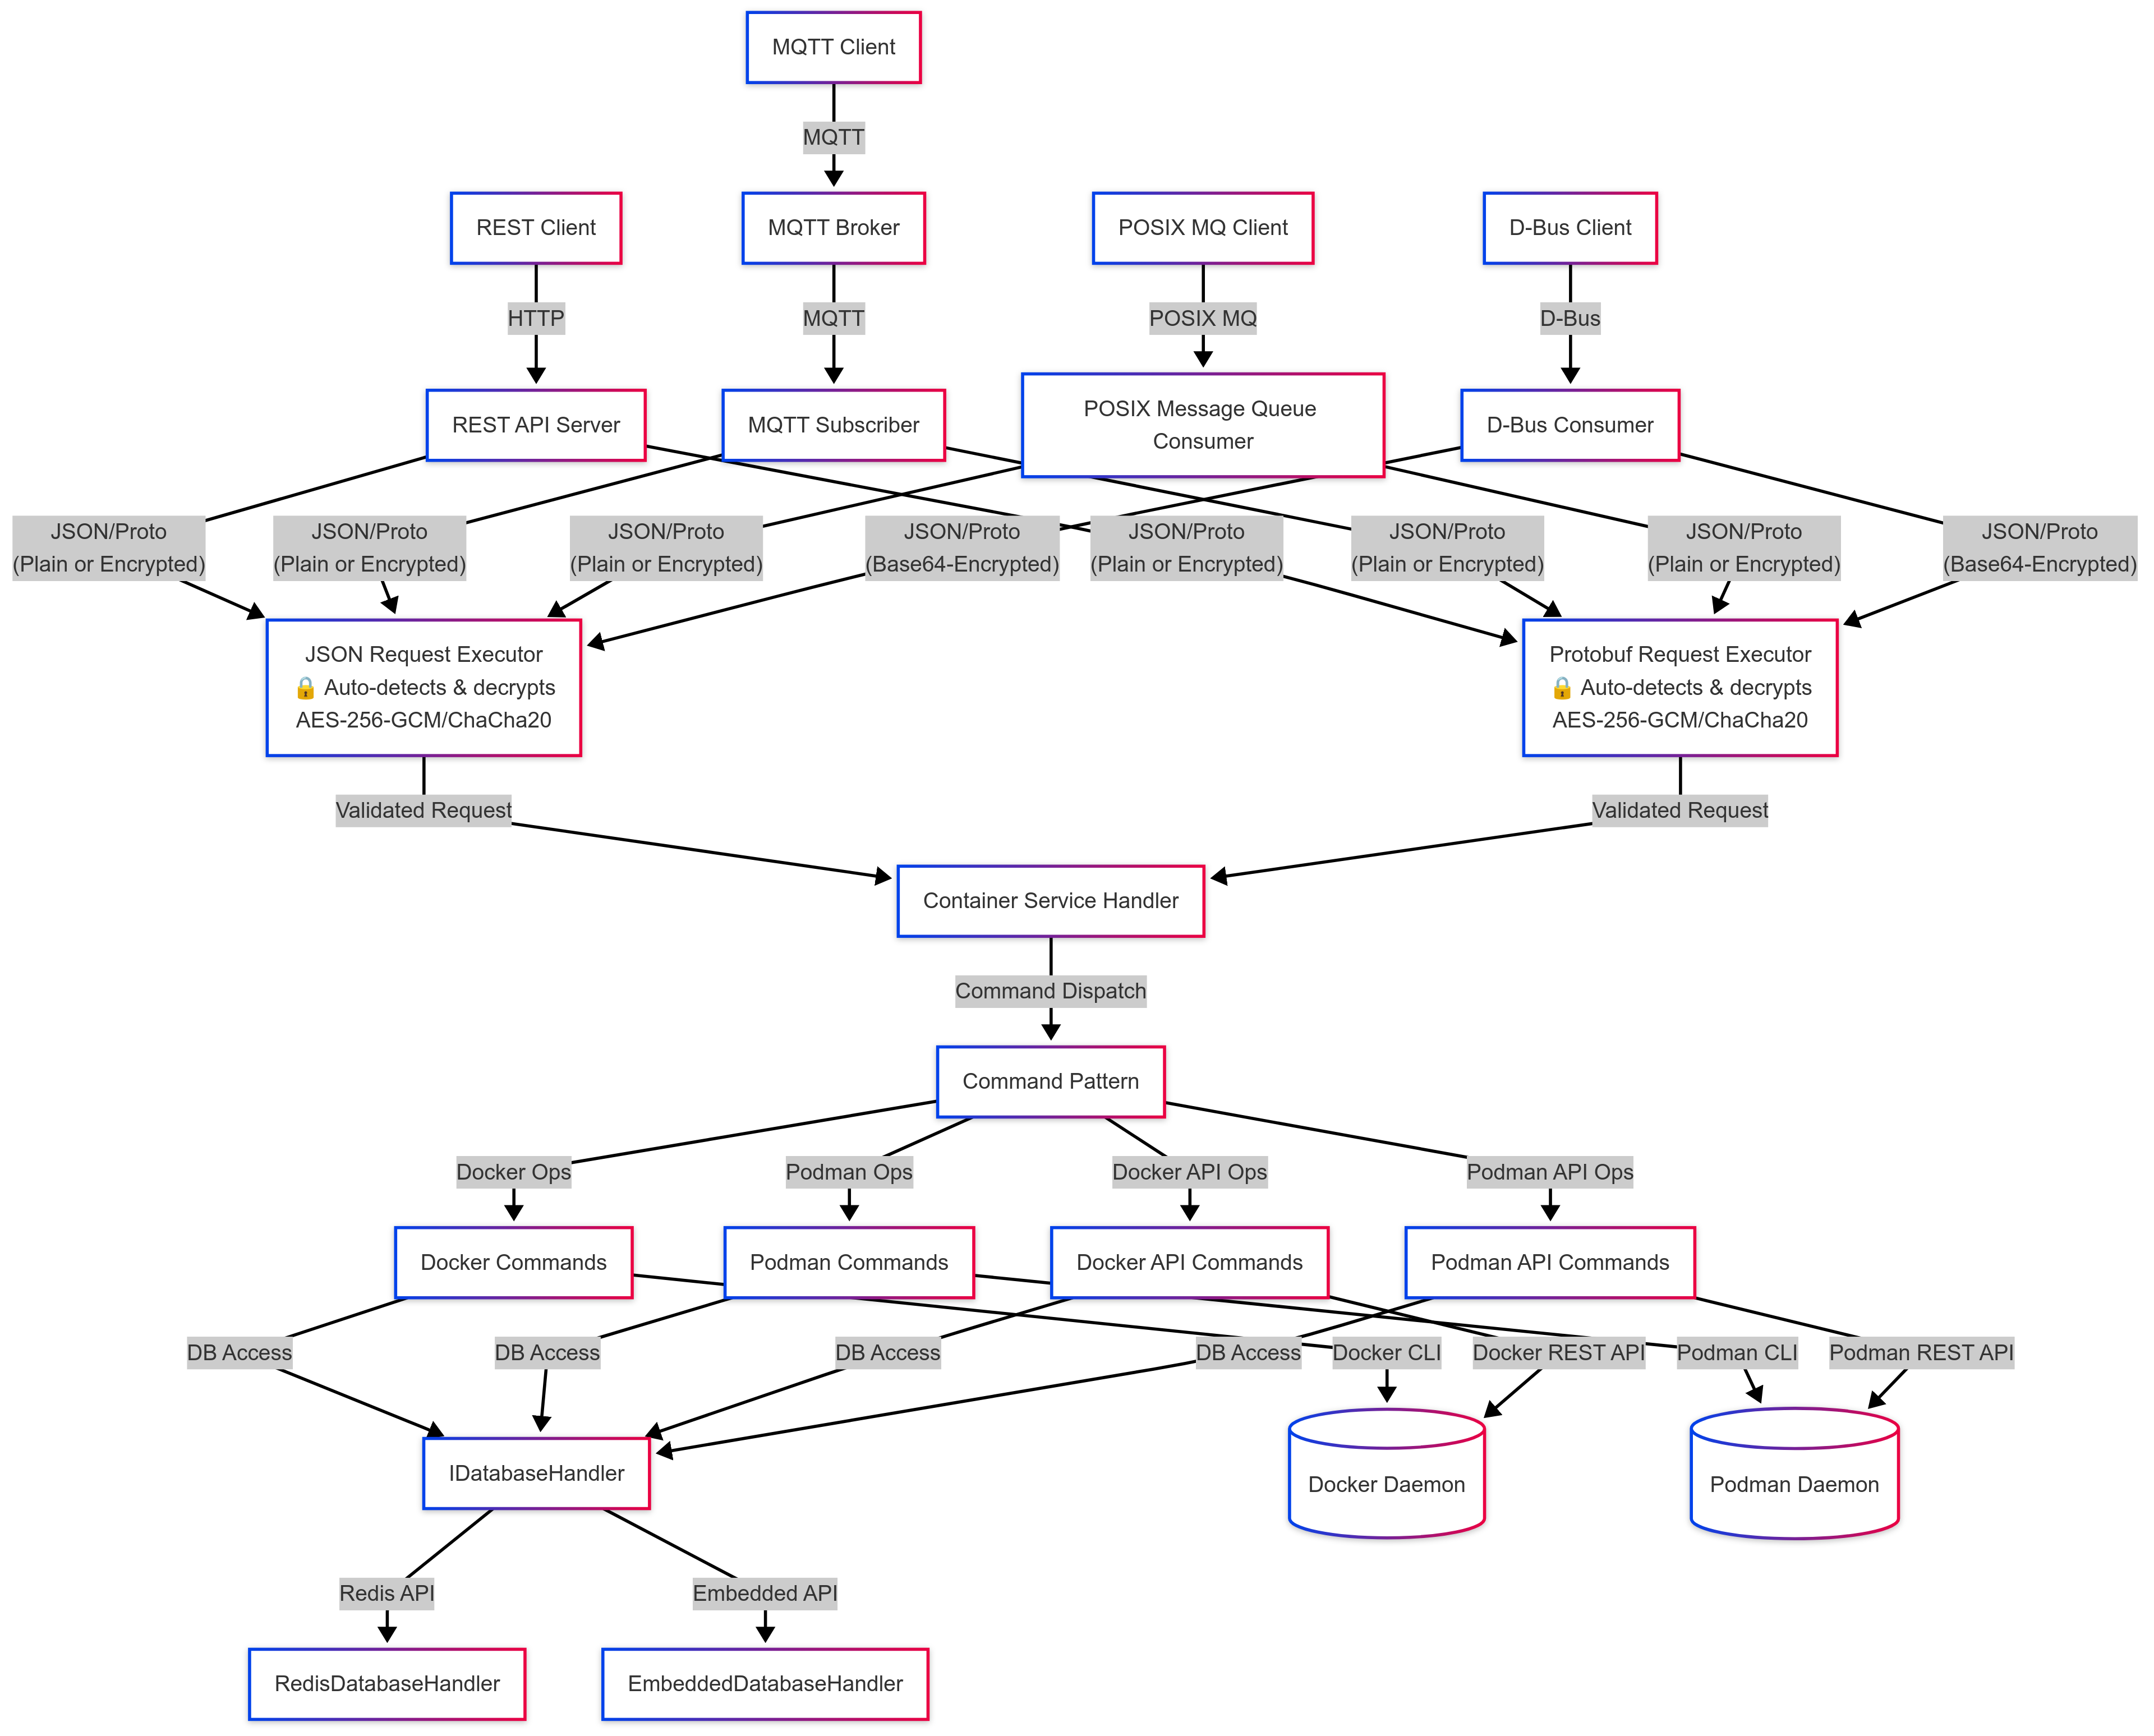 MQTT Client
MQTT
REST Client
MQTT Broker
POSIX MQ Client
D-Bus Client
HTTP
MQTT
POSIX MQ
D-Bus
REST API Server
MQTT Subscriber
POSIX Message Queue
Consumer
D-Bus Consumer
JSON/Proto
(Plain or Encrypted)
JSON/Proto
(Plain or Encrypted)
JSON/Proto
(Plain or Encrypted)
JSON/Proto
(Base64-Encrypted)
JSON/Proto
(Plain or Encrypted)
JSON/Proto
(Plain or Encrypted)
JSON/Proto
(Plain or Encrypted)
JSON/Proto
(Base64-Encrypted)
JSON Request Executor
🔒 Auto-detects & decrypts
AES-256-GCM/ChaCha20
Protobuf Request Executor
🔒 Auto-detects & decrypts
AES-256-GCM/ChaCha20
Validated Request
Validated Request
Container Service Handler
Command Dispatch
Command Pattern
Docker Ops
Podman Ops
Docker API Ops
Podman API Ops
Docker Commands
Podman Commands
Docker API Commands
Podman API Commands
DB Access
DB Access
DB Access
DB Access
Docker CLI
Docker REST API
Podman CLI
Podman REST API
IDatabaseHandler
Docker Daemon
Podman Daemon
Redis API
Embedded API
RedisDatabaseHandler
EmbeddedDatabaseHandler